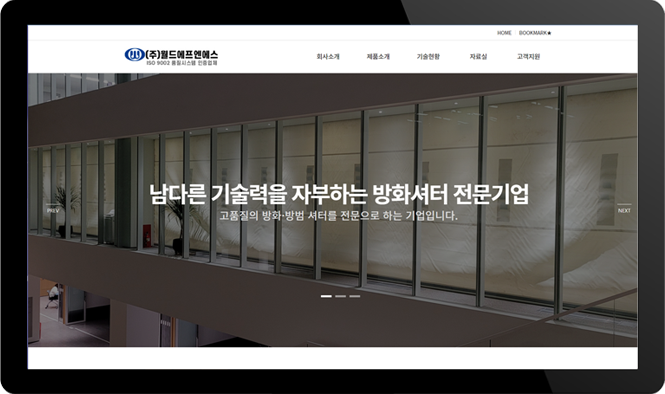 HOME BOOKMARK★
(주)월드에프엔에스
ISO 9002 품질시스템 인증업체
회사소개 제품소개 기술현황 자료실 고객지원
남다른 기술력을 자부하는 방화셔터 전문기업
고품질의 방화·방범 셔터를 전문으로 하는 기업입니다.
PREV
NEXT